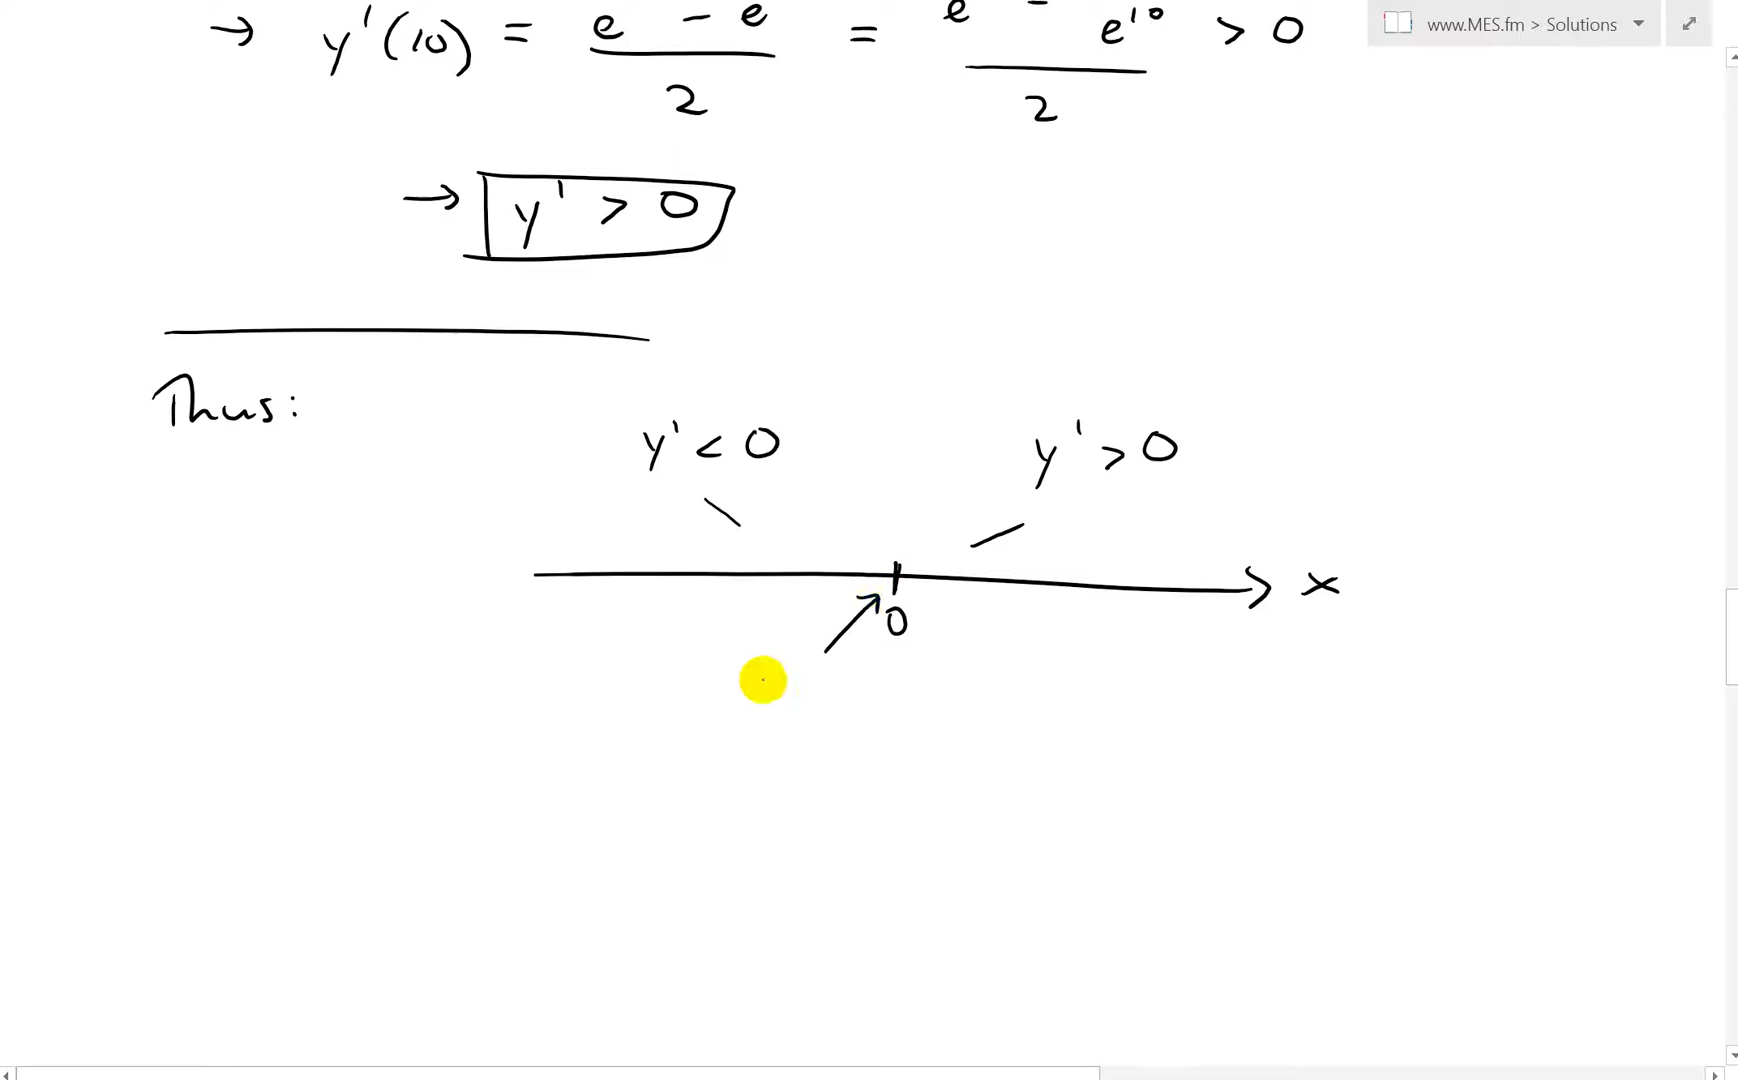 → y'(10) = e - e / 2 = e - e¹⁰ / 2 > 0
www.MES.fm > Solutions
→ y' > 0
Thus:
y' < 0 y' > 0
x
0